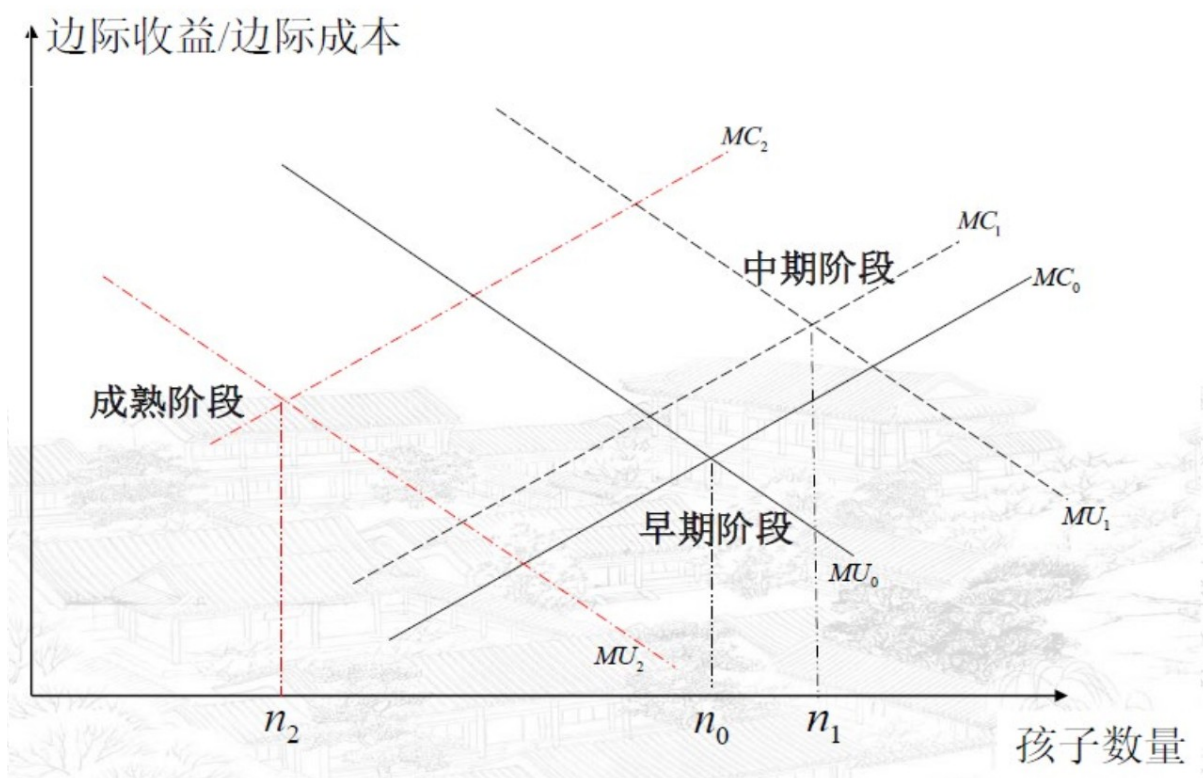 边际收益/边际成本
MC₂
MC₁
中期阶段
MC₀
成熟阶段
早期阶段
MU₁
MU₀
MU₂
n₂
n₀
n₁
孩子数量